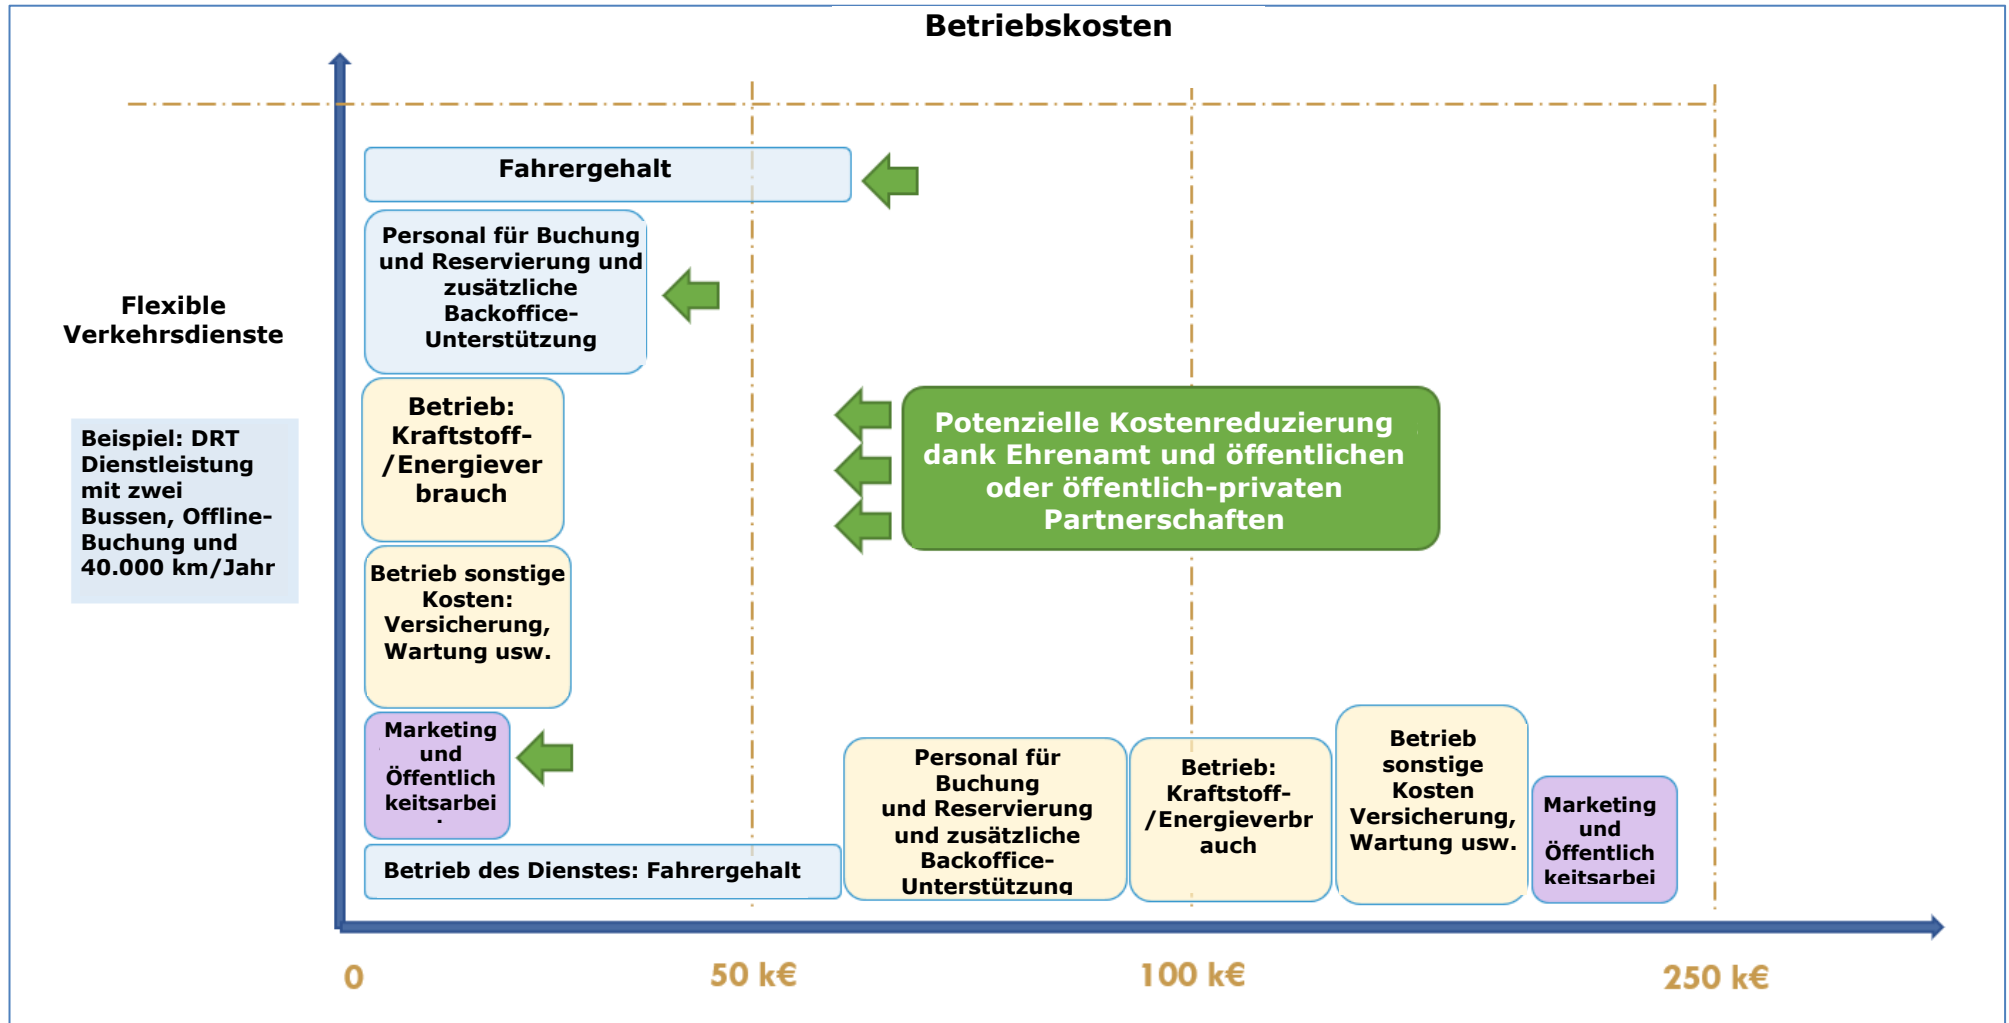 Betriebskosten
Fahrergehalt
Personal für Buchung
und Reservierung und
zusätzliche
Backoffice-
Unterstützung
Flexible
Verkehrsdienste
Beispiel: DRT
Dienstleistung
mit zwei
Bussen, Offline-
Buchung und
40.000 km/Jahr
Betrieb:
Kraftstoff-
/Energiever
brauch
Potenzielle Kostenreduzierung
dank Ehrenamt und öffentlichen
oder öffentlich-privaten
Partnerschaften
Betrieb sonstige
Kosten:
Versicherung,
Wartung usw.
Marketing
und
Öffentlich
keitsarbei
Betrieb des Dienstes: Fahrergehalt
Personal für
Buchung
und Reservierung
und zusätzliche
Backoffice-
Unterstützung
Betrieb:
Kraftstoff-
/Energieverbr
auch
Betrieb
sonstige
Kosten
Versicherung,
Wartung usw.
Marketing
und
Öffentlich
keitsarbei
0
50 k€
100 k€
250 k€